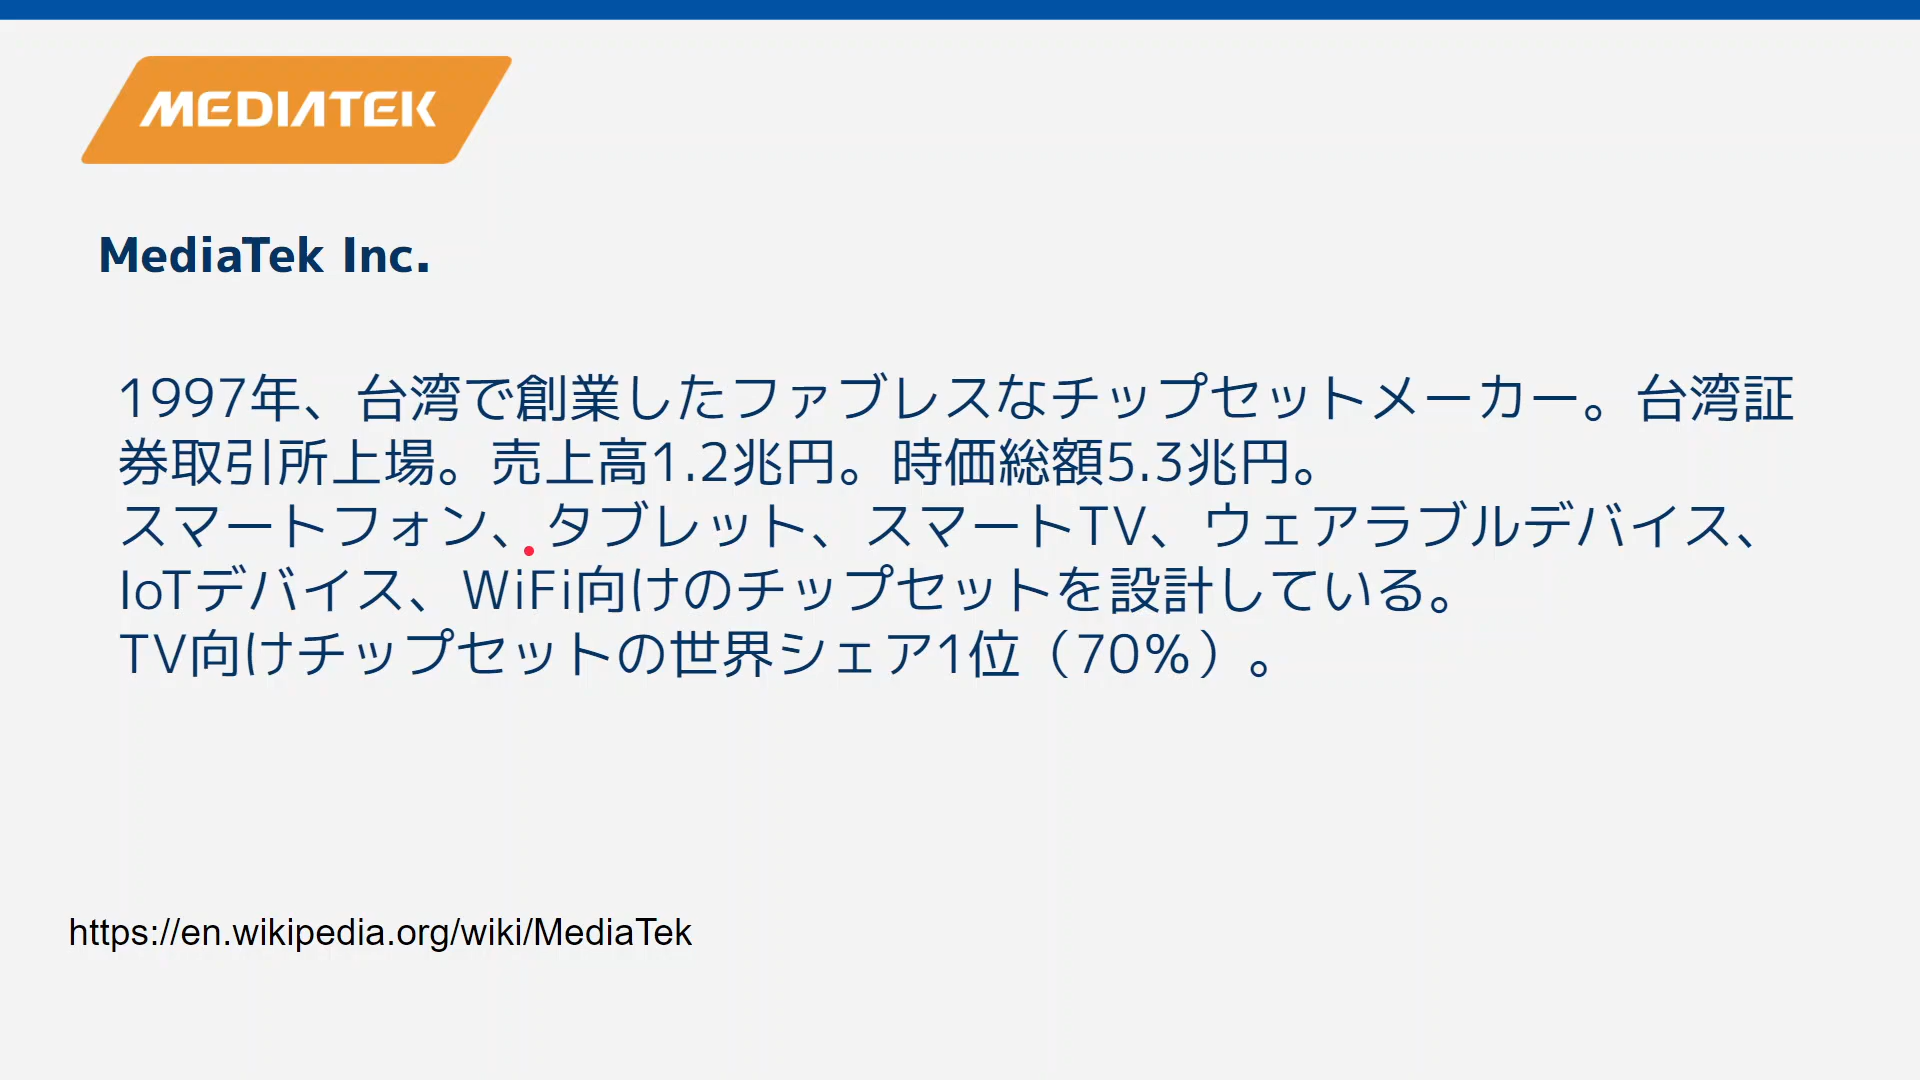 MEDIATEK
MediaTek Inc.
1997年、台湾で創業したファブレスなチップセットメーカー。台湾証
券取引所上場。売上高1.2兆円。時価総額5.3兆円。
スマートフォン、タブレット、スマートTV、ウェアラブルデバイス、
IoTデバイス、WiFi向けのチップセットを設計している。
TV向けチップセットの世界シェア1位（70%）。
https://en.wikipedia.org/wiki/MediaTek